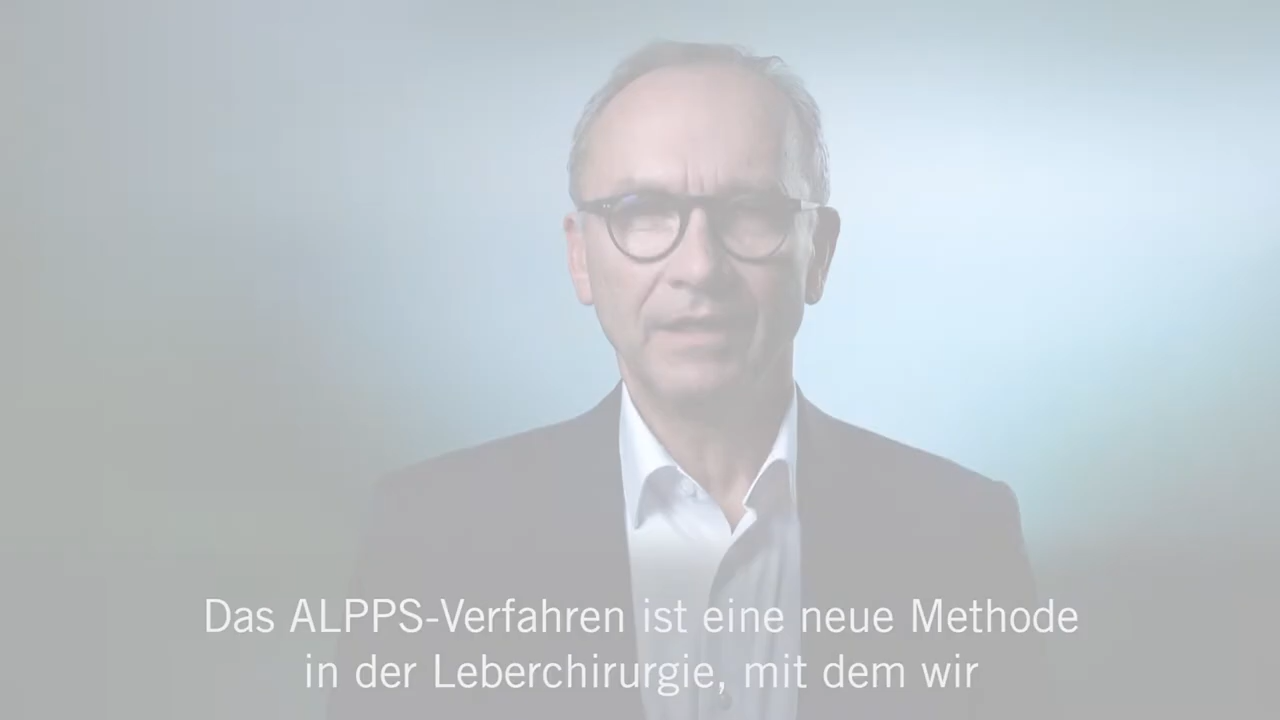 Das ALPPS-Verfahren ist eine neue Methode
in der Leberchirurgie, mit dem wir